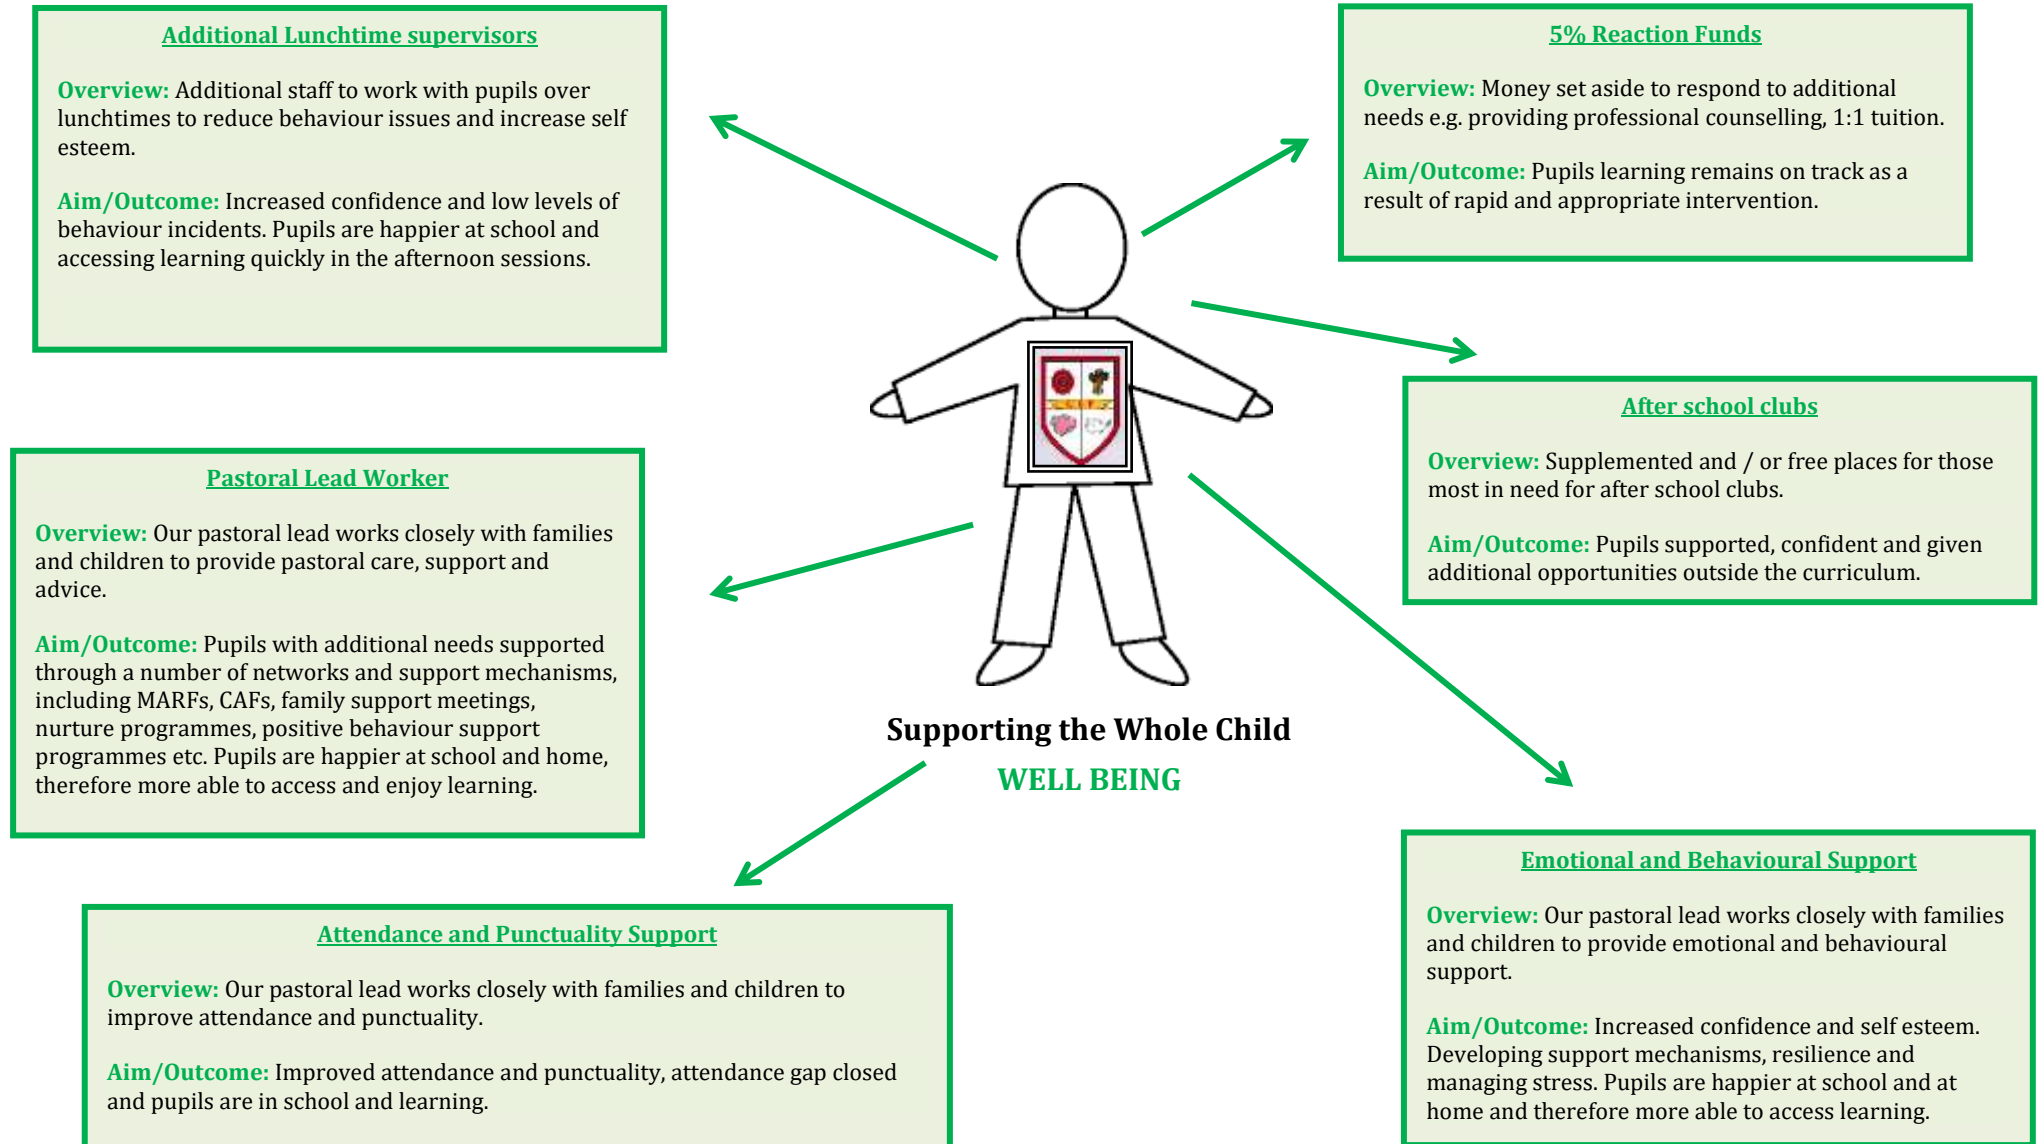 Additional Lunchtime supervisors
Overview: Additional staff to work with pupils over
lunchtimes to reduce behaviour issues and increase self
esteem.
Aim/Outcome: Increased confidence and low levels of
behaviour incidents. Pupils are happier at school and
accessing learning quickly in the afternoon sessions.
5% Reaction Funds
Overview: Money set aside to respond to additional
needs e.g. providing professional counselling, 1:1 tuition.
Aim/Outcome: Pupils learning remains on track as a
result of rapid and appropriate intervention.
After school clubs
Overview: Supplemented and / or free places for those
most in need for after school clubs.
Aim/Outcome: Pupils supported, confident and given
additional opportunities outside the curriculum.
Pastoral Lead Worker
Overview: Our pastoral lead works closely with families
and children to provide pastoral care, support and
advice.
Aim/Outcome: Pupils with additional needs supported
through a number of networks and support mechanisms,
including MARFs, CAFs, family support meetings,
nurture programmes, positive behaviour support
programmes etc. Pupils are happier at school and home,
therefore more able to access and enjoy learning.
Supporting the Whole Child
WELL BEING
Emotional and Behavioural Support
Overview: Our pastoral lead works closely with families
and children to provide emotional and behavioural
support.
Aim/Outcome: Increased confidence and self esteem.
Developing support mechanisms, resilience and
managing stress. Pupils are happier at school and at
home and therefore more able to access learning.
Attendance and Punctuality Support
Overview: Our pastoral lead works closely with families and children to
improve attendance and punctuality.
Aim/Outcome: Improved attendance and punctuality, attendance gap closed
and pupils are in school and learning.